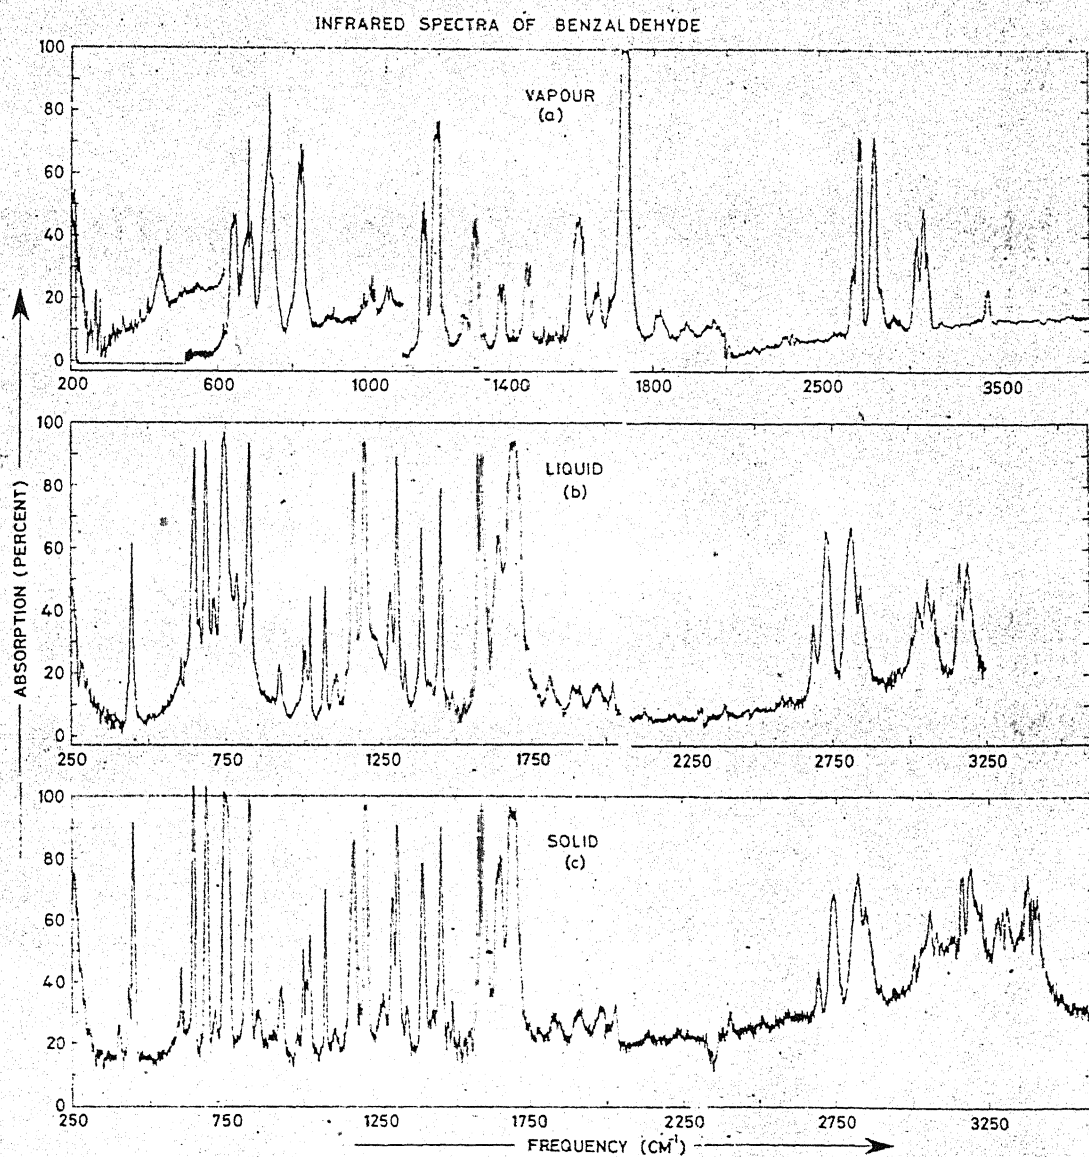 INFRARED SPECTRA OF BENZALDEHYDE
100
80
60
40
20
0
VAPOUR
(a)
200 600 1000 1400 1800 2500 3500
100
80
60
40
20
0
LIQUID
(b)
250 750 1250 1750 2250 2750 3250
100
80
60
40
20
0
SOLID
(c)
250 750 1250 1750 2250 2750 3250
ABSORPTION (PERCENT)
FREQUENCY (CM⁻¹)